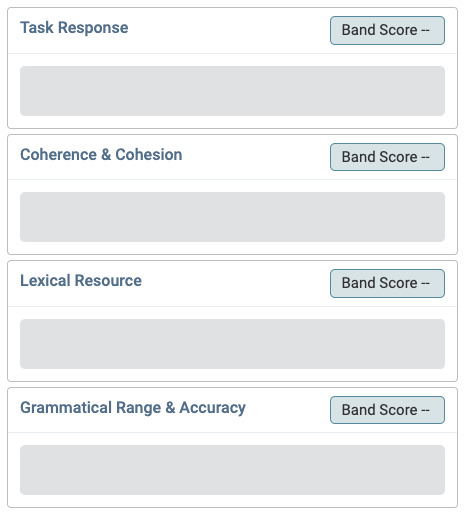 Task Response
Band Score --
Coherence & Cohesion
Band Score --
Lexical Resource
Band Score --
Grammatical Range & Accuracy
Band Score --